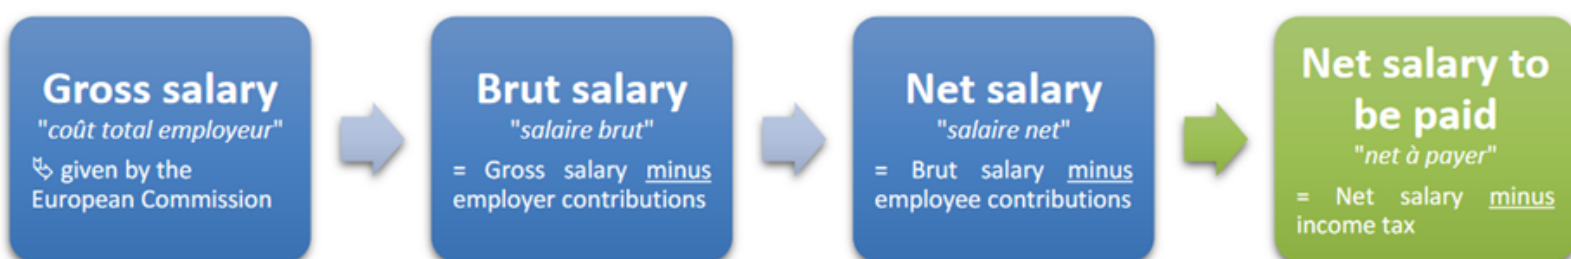 Gross salary
"coût total employeur"
↳ given by the
European Commission
Brut salary
"salaire brut"
= Gross salary minus
employer contributions
Net salary
"salaire net"
= Brut salary minus
employee contributions
Net salary to
be paid
"net à payer"
= Net salary minus
income tax